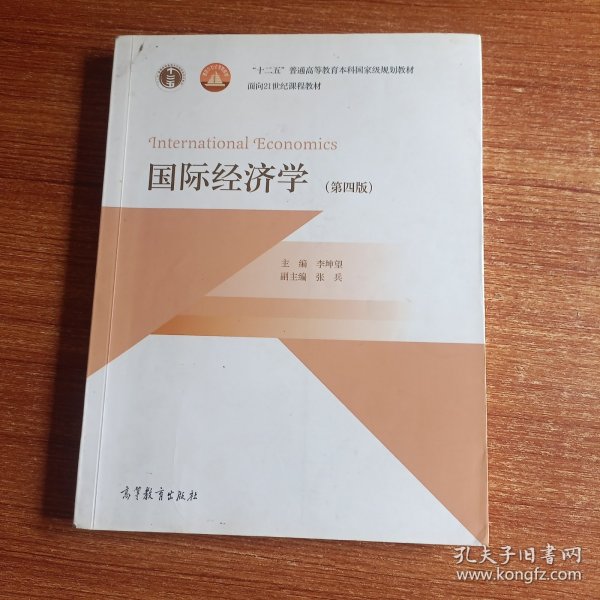 “十二五”普通高等教育本科国家级规划教材
面向21世纪课程教材
International Economics
国际经济学（第四版）
主 编 李坤望
副主编 张 兵
高等教育出版社
孔夫子旧书网
www.kongfz.com